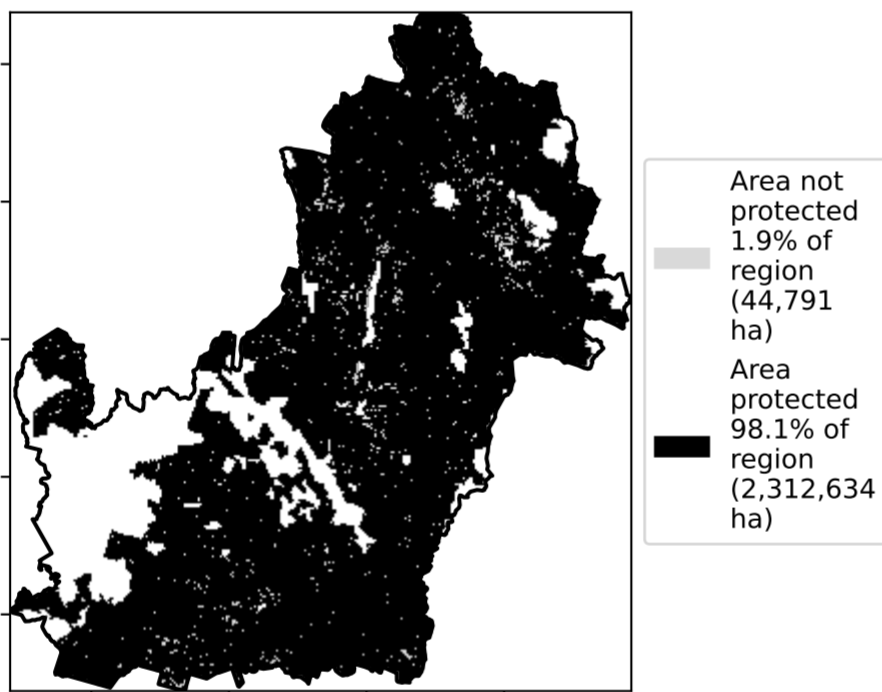 Area not
protected
1.9% of
region
(44,791
ha)
Area
protected
98.1% of
region
(2,312,634
ha)